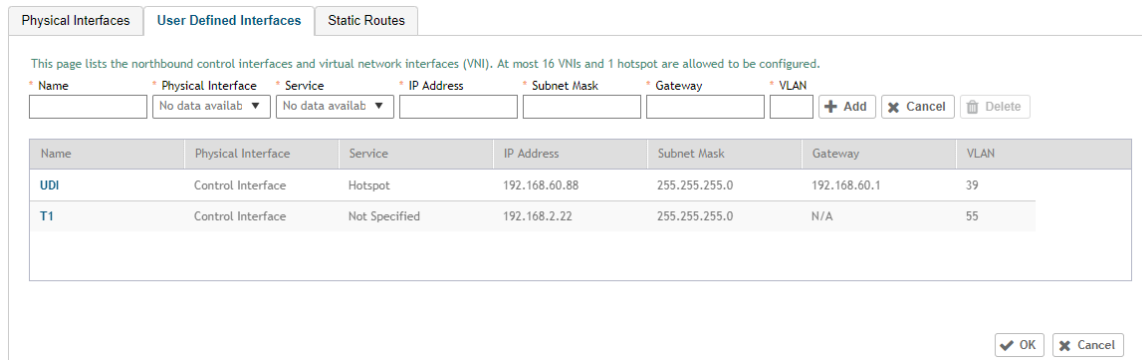 Physical Interfaces User Defined Interfaces Static Routes
This page lists the northbound control interfaces and virtual network interfaces (VNI). At most 16 VNIs and 1 hotspot are allowed to be configured.
* Name * Physical Interface * Service * IP Address * Subnet Mask * Gateway * VLAN
No data availab ▼ No data availab ▼ Add Cancel Delete
Name Physical Interface Service IP Address Subnet Mask Gateway VLAN
UDI Control Interface Hotspot 192.168.60.88 255.255.255.0 192.168.60.1 39
T1 Control Interface Not Specified 192.168.2.22 255.255.255.0 N/A 55
OK Cancel